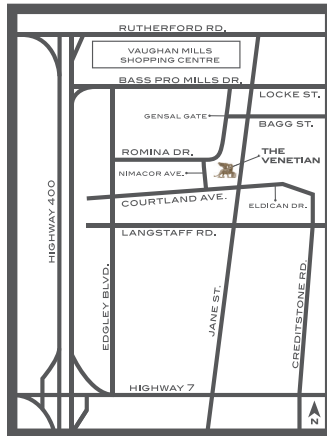 RUTHERFORD RD.
VAUGHAN MILLS
SHOPPING CENTRE
BASS PRO MILLS DR.
LOCKE ST.
GENSAL GATE
BAGG ST.
ROMINA DR.
THE
VENETIAN
NIMACOR AVE.
COURTLAND AVE.
ELDICAN DR.
LANGSTAFF RD.
HIGHWAY 400
EDGLEY BLVD.
JANE ST.
CREDITSTONE RD.
HIGHWAY 7
N